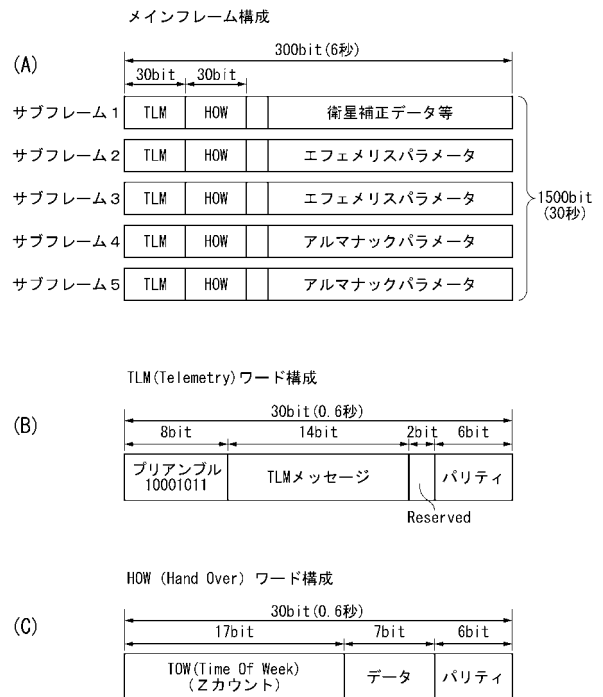 メインフレーム構成
(A)
300bit(6秒)
30bit 30bit
サブフレーム1 TLM HOW 衛星補正データ等
サブフレーム2 TLM HOW エフェメリスパラメータ
サブフレーム3 TLM HOW エフェメリスパラメータ
サブフレーム4 TLM HOW アルマナックパラメータ
サブフレーム5 TLM HOW アルマナックパラメータ
1500bit
(30秒)
TLM(Telemetry)ワード構成
(B)
30bit(0.6秒)
8bit 14bit 2bit 6bit
プリアンブル
10001011
TLMメッセージ
パリティ
Reserved
HOW (Hand Over) ワード構成
(C)
30bit(0.6秒)
17bit 7bit 6bit
TOW(Time Of Week)
(Zカウント)
データ
パリティ